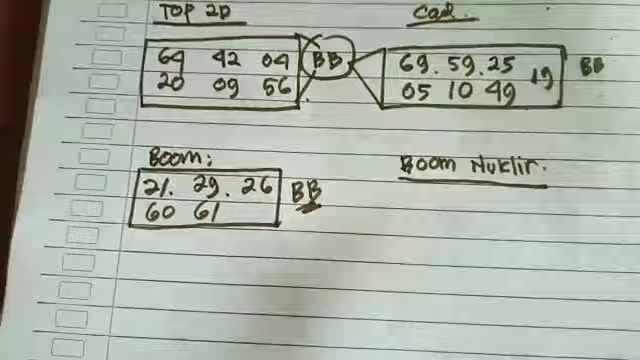 TOP 2D
Cad.
64 42 04
20 09 56
BB
69. 59. 25
05 10 49
19
BB
Boom:
21. 29. 26
60 61
BB
Boom Nuklir.